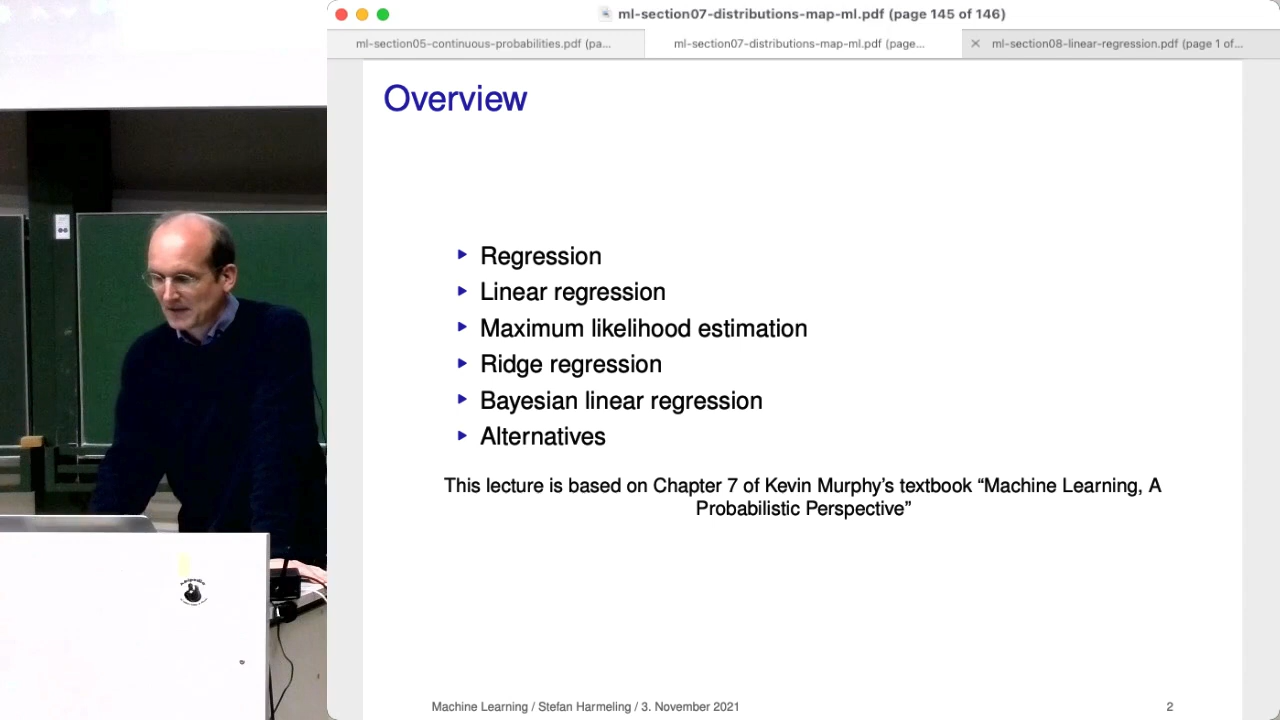 ml-section07-distributions-map-ml.pdf (page 145 of 146)
ml-section05-continuous-probabilities.pdf (pa...
ml-section07-distributions-map-ml.pdf (page...
ml-section08-linear-regression.pdf (page 1 of...
Overview
Regression
Linear regression
Maximum likelihood estimation
Ridge regression
Bayesian linear regression
Alternatives
This lecture is based on Chapter 7 of Kevin Murphy's textbook “Machine Learning, A
Probabilistic Perspective”
Machine Learning / Stefan Harmeling / 3. November 2021
2